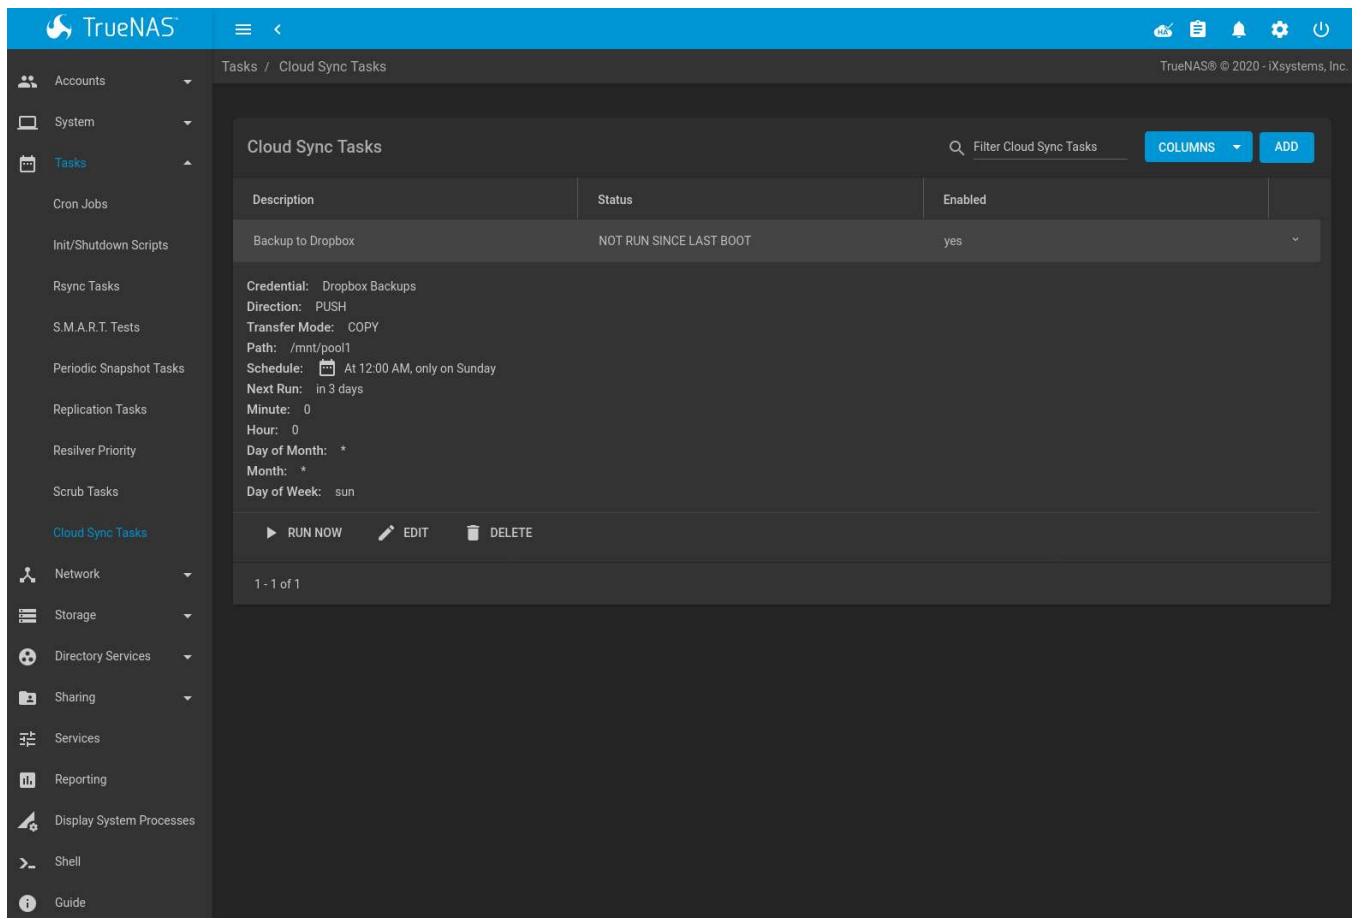 TrueNAS®
HA
Tasks / Cloud Sync Tasks
TrueNAS® © 2020 - iXsystems, Inc.
Accounts
System
Tasks
Cron Jobs
Init/Shutdown Scripts
Rsync Tasks
S.M.A.R.T. Tests
Periodic Snapshot Tasks
Replication Tasks
Resilver Priority
Scrub Tasks
Cloud Sync Tasks
Network
Storage
Directory Services
Sharing
Services
Reporting
Display System Processes
Shell
Guide
Cloud Sync Tasks
Filter Cloud Sync Tasks
COLUMNS
ADD
Description Status Enabled
Backup to Dropbox NOT RUN SINCE LAST BOOT yes
Credential: Dropbox Backups
Direction: PUSH
Transfer Mode: COPY
Path: /mnt/pool1
Schedule: At 12:00 AM, only on Sunday
Next Run: in 3 days
Minute: 0
Hour: 0
Day of Month: *
Month: *
Day of Week: sun
RUN NOW EDIT DELETE
1 - 1 of 1